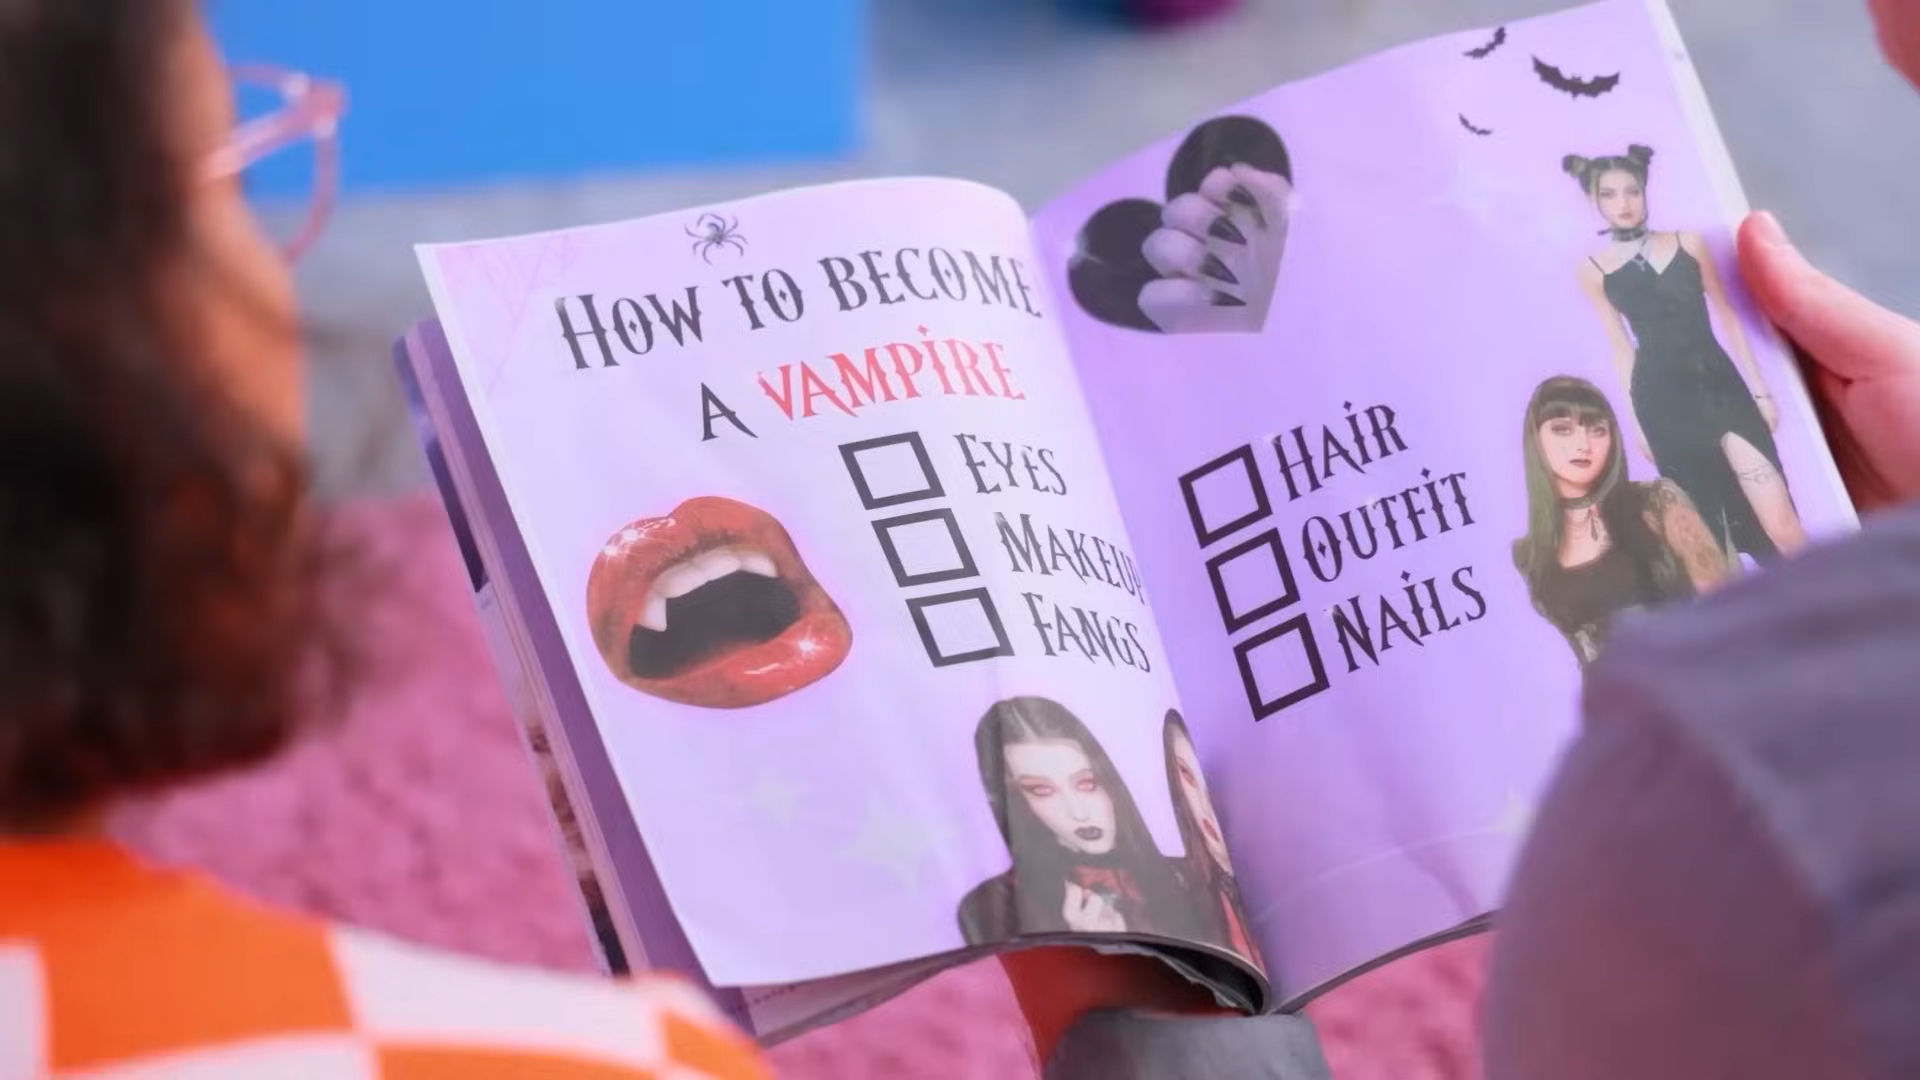 HOW TO BECOME
A VAMPIRE
EYES
MAKEUP
FANGS
HAIR
OUTFIT
NAILS